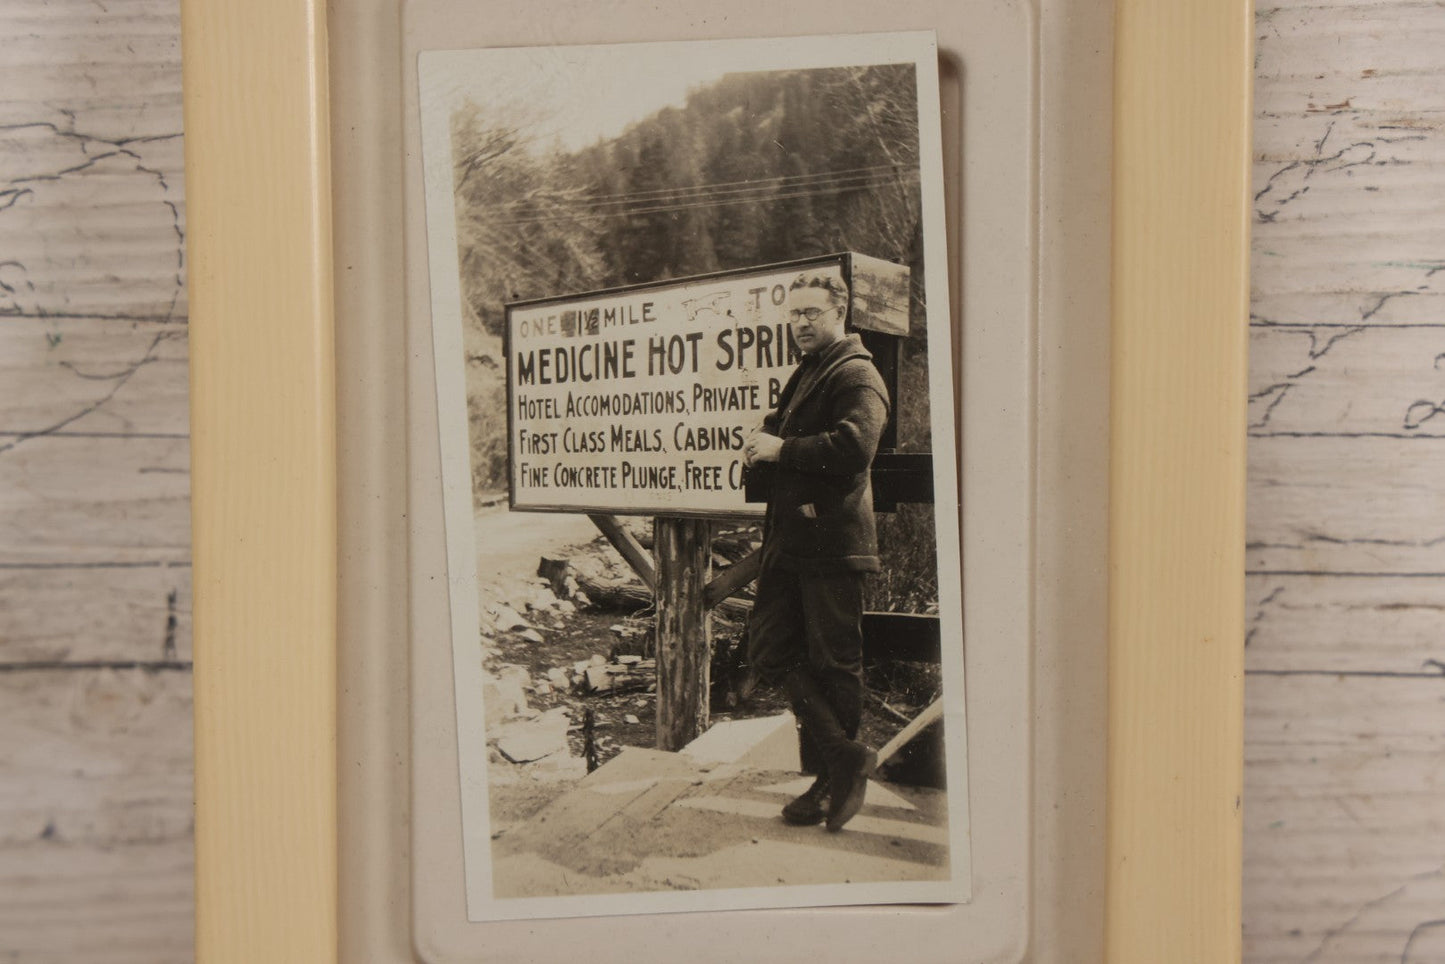 ONE ½ MILE TO
MEDICINE HOT SPRIN
HOTEL ACCOMODATIONS, PRIVATE B
FIRST CLASS MEALS, CABINS
FINE CONCRETE PLUNGE, FREE CA